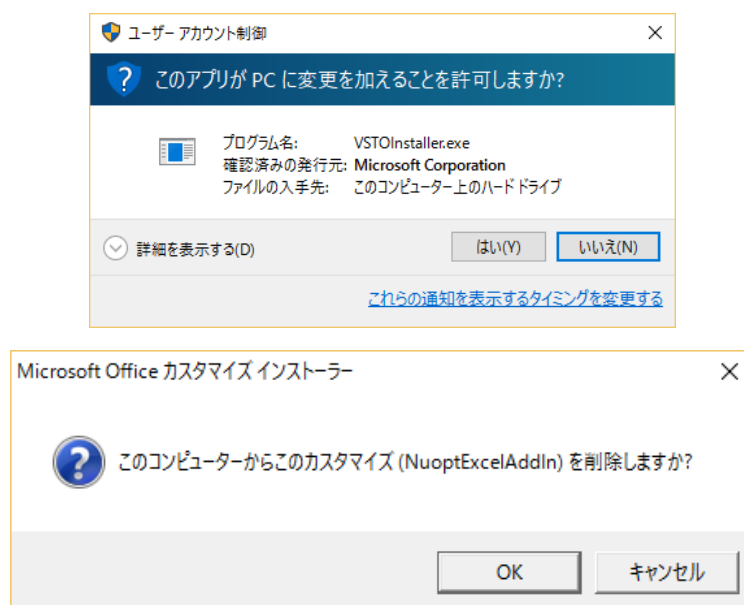 ユーザー アカウント制御
このアプリが PC に変更を加えることを許可しますか?
プログラム名: VSTOInstaller.exe
確認済みの発行元: Microsoft Corporation
ファイルの入手先: このコンピューター上のハード ドライブ
詳細を表示する(D) はい(Y) いいえ(N)
これらの通知を表示するタイミングを変更する
Microsoft Office カスタマイズ インストーラー
このコンピューターからこのカスタマイズ (NuoptExcelAddIn) を削除しますか?
OK キャンセル